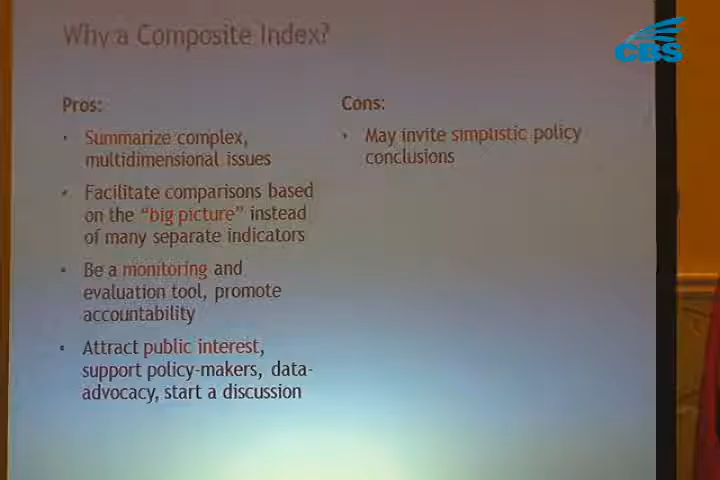 Why a Composite Index?
CBS
Pros:
· Summarize complex,
multidimensional issues
· Facilitate comparisons based
on the “big picture” instead
of many separate indicators
· Be a monitoring and
evaluation tool, promote
accountability
· Attract public interest,
support policy-makers, data-
advocacy, start a discussion
Cons:
· May invite simplistic policy
conclusions